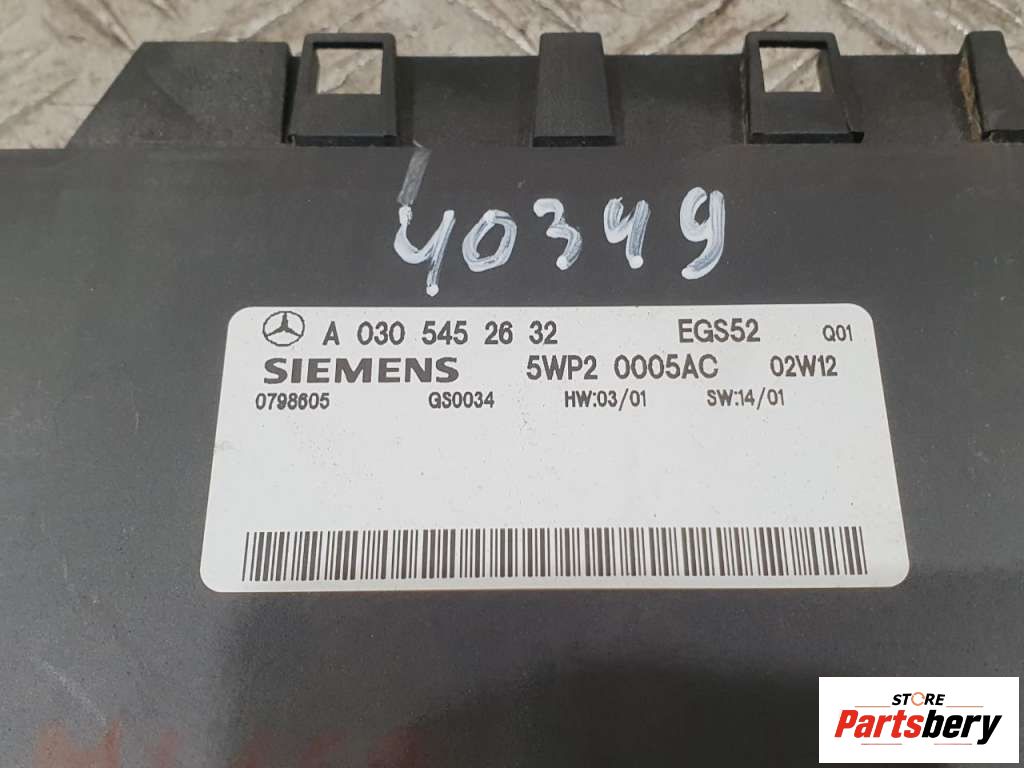 40349
A 030 545 26 32 EGS52 Q01
SIEMENS 5WP2 0005AC 02W12
0798605 GS0034 HW:03/01 SW:14/01
STORE
Partsbery